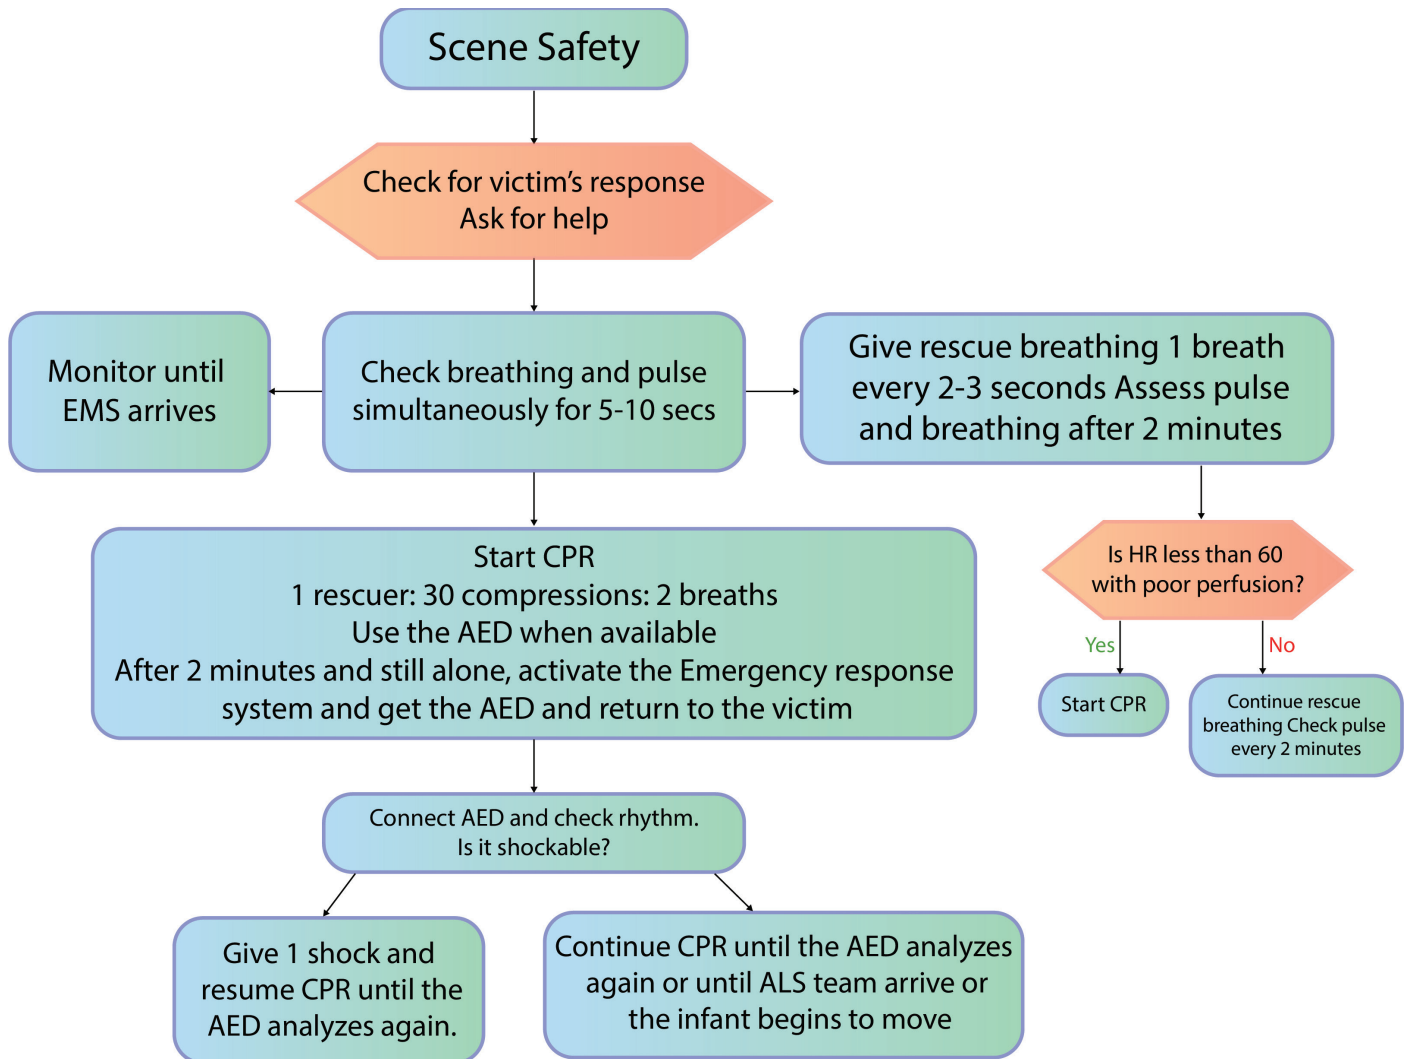 Scene Safety
Check for victim’s response
Ask for help
Monitor until
EMS arrives
Check breathing and pulse
simultaneously for 5-10 secs
Give rescue breathing 1 breath
every 2-3 seconds Assess pulse
and breathing after 2 minutes
Is HR less than 60
with poor perfusion?
Yes
No
Start CPR
Continue rescue
breathing Check pulse
every 2 minutes
Start CPR
1 rescuer: 30 compressions: 2 breaths
Use the AED when available
After 2 minutes and still alone, activate the Emergency response
system and get the AED and return to the victim
Connect AED and check rhythm.
Is it shockable?
Give 1 shock and
resume CPR until the
AED analyzes again.
Continue CPR until the AED analyzes
again or until ALS team arrive or
the infant begins to move